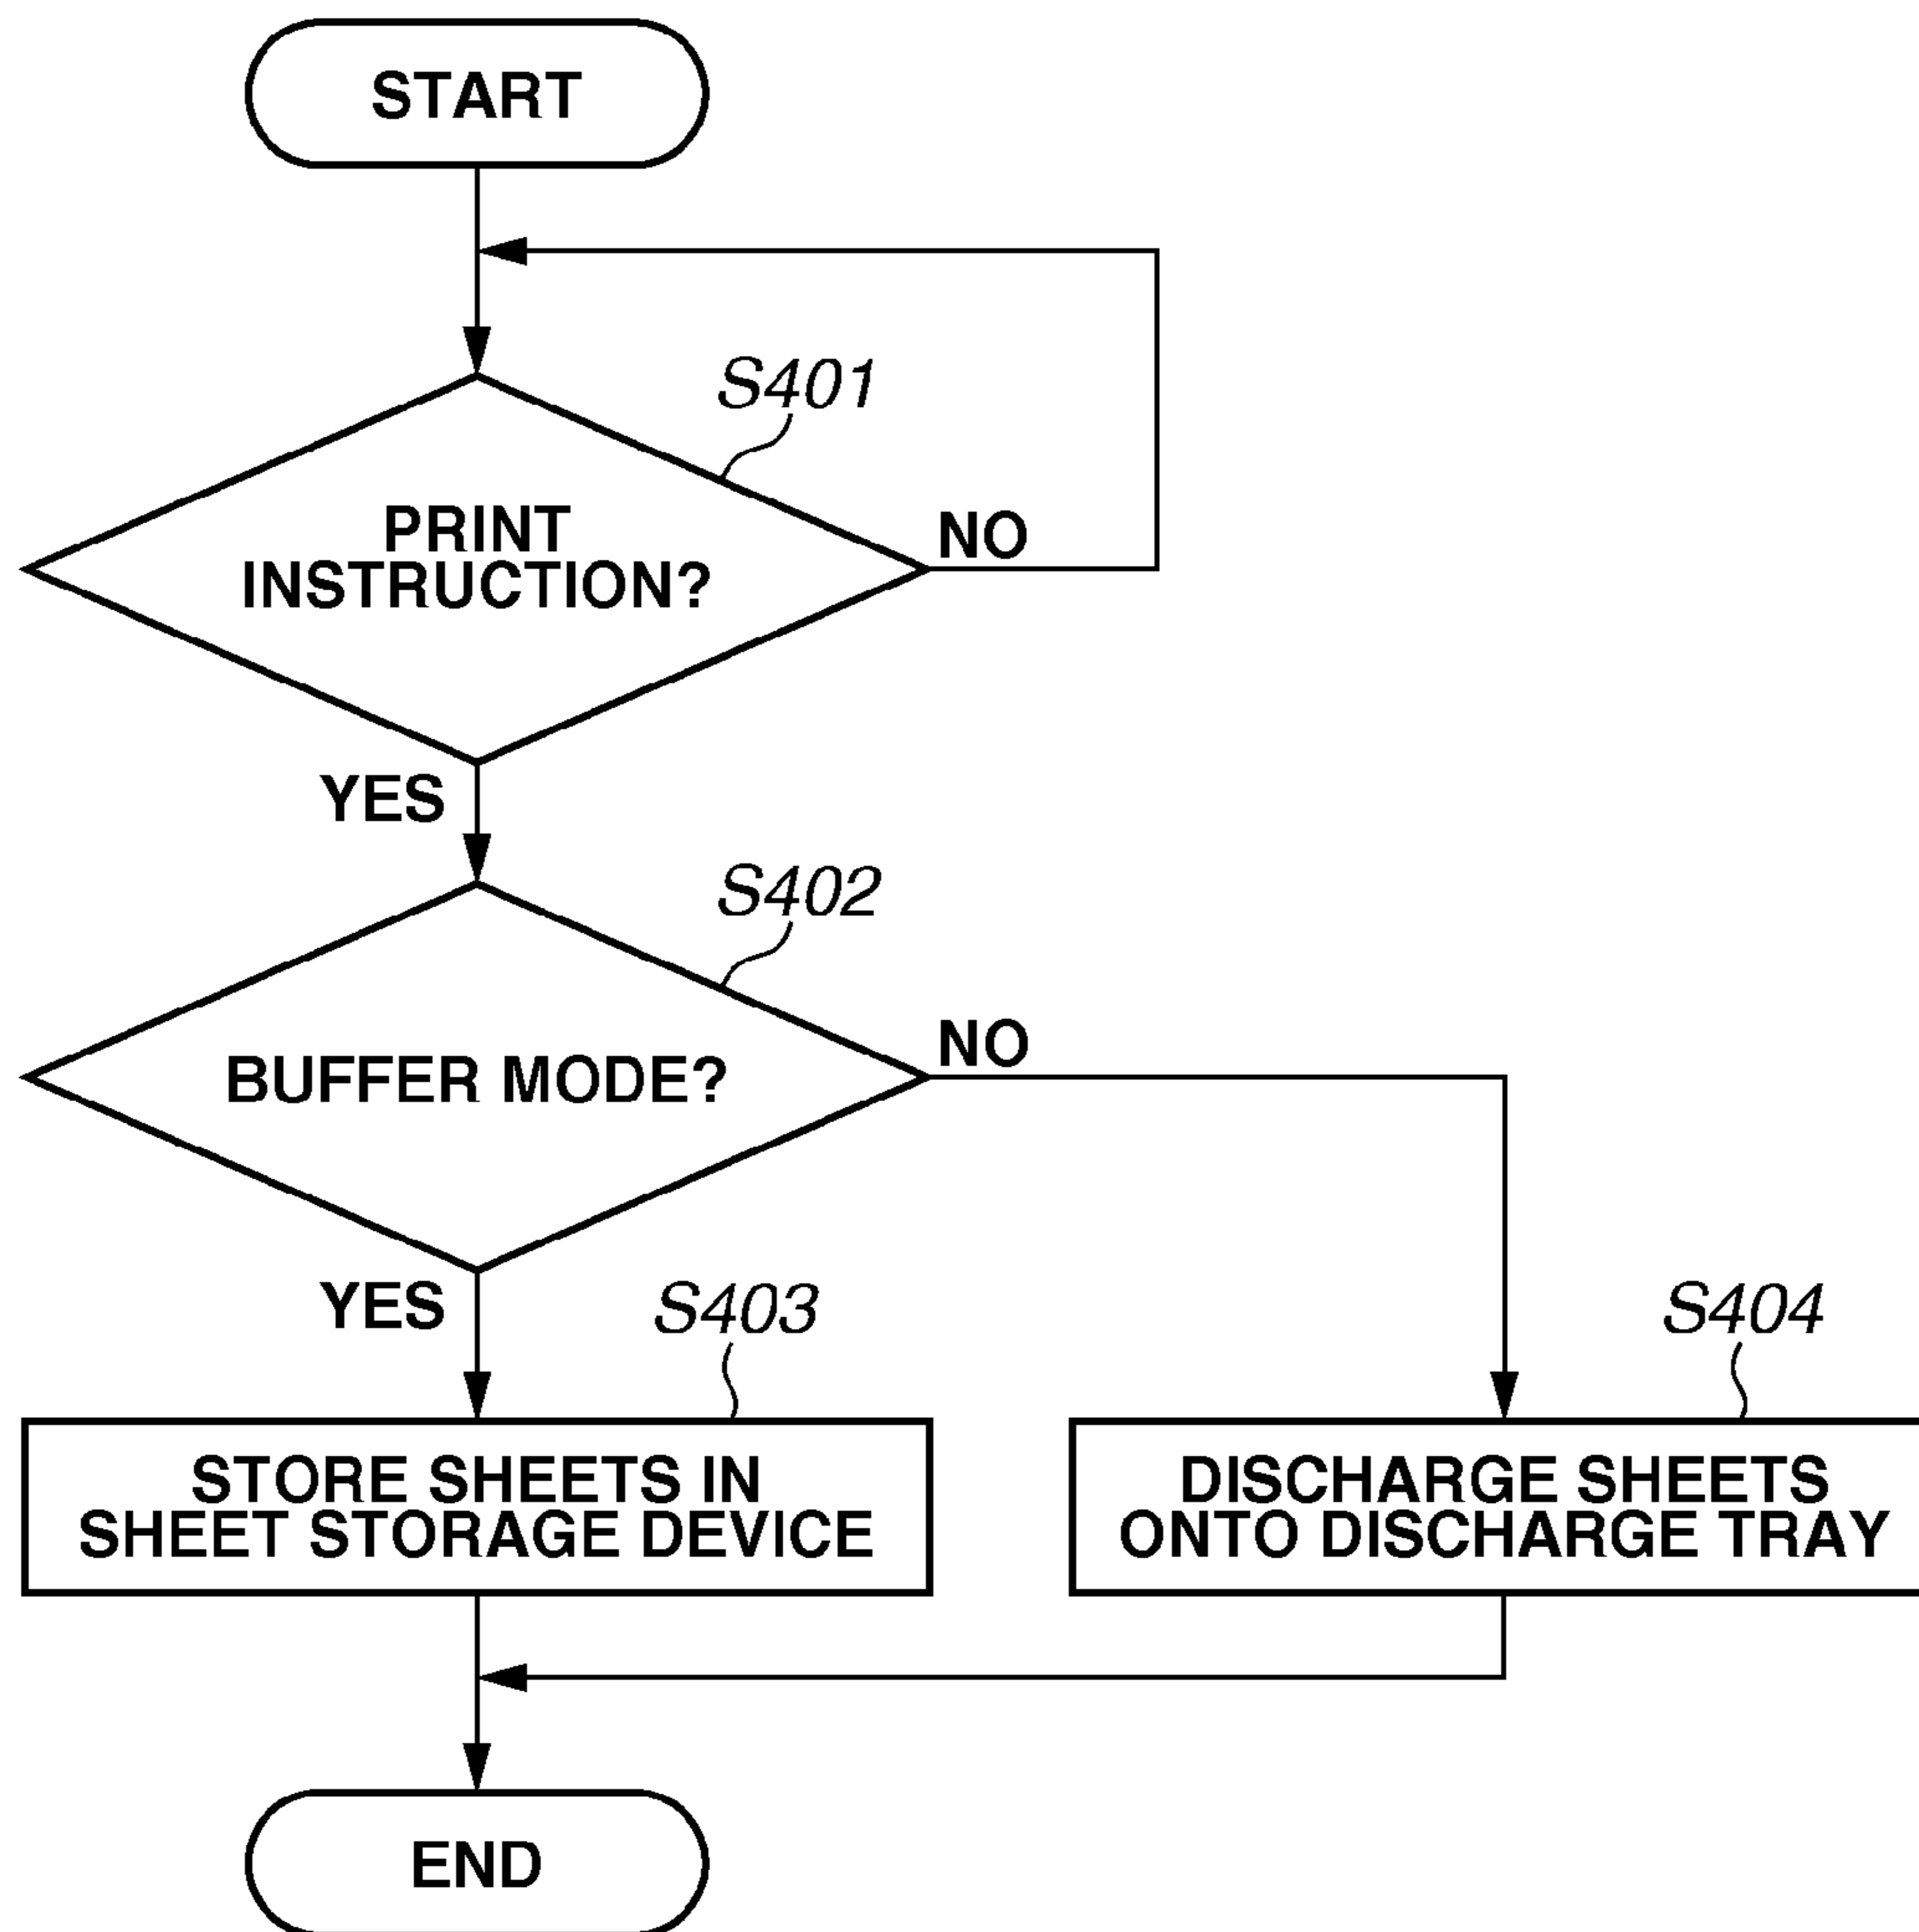 START
S401
PRINT
INSTRUCTION?
NO
YES
S402
BUFFER MODE?
NO
YES
S403
S404
STORE SHEETS IN
SHEET STORAGE DEVICE
DISCHARGE SHEETS
ONTO DISCHARGE TRAY
END